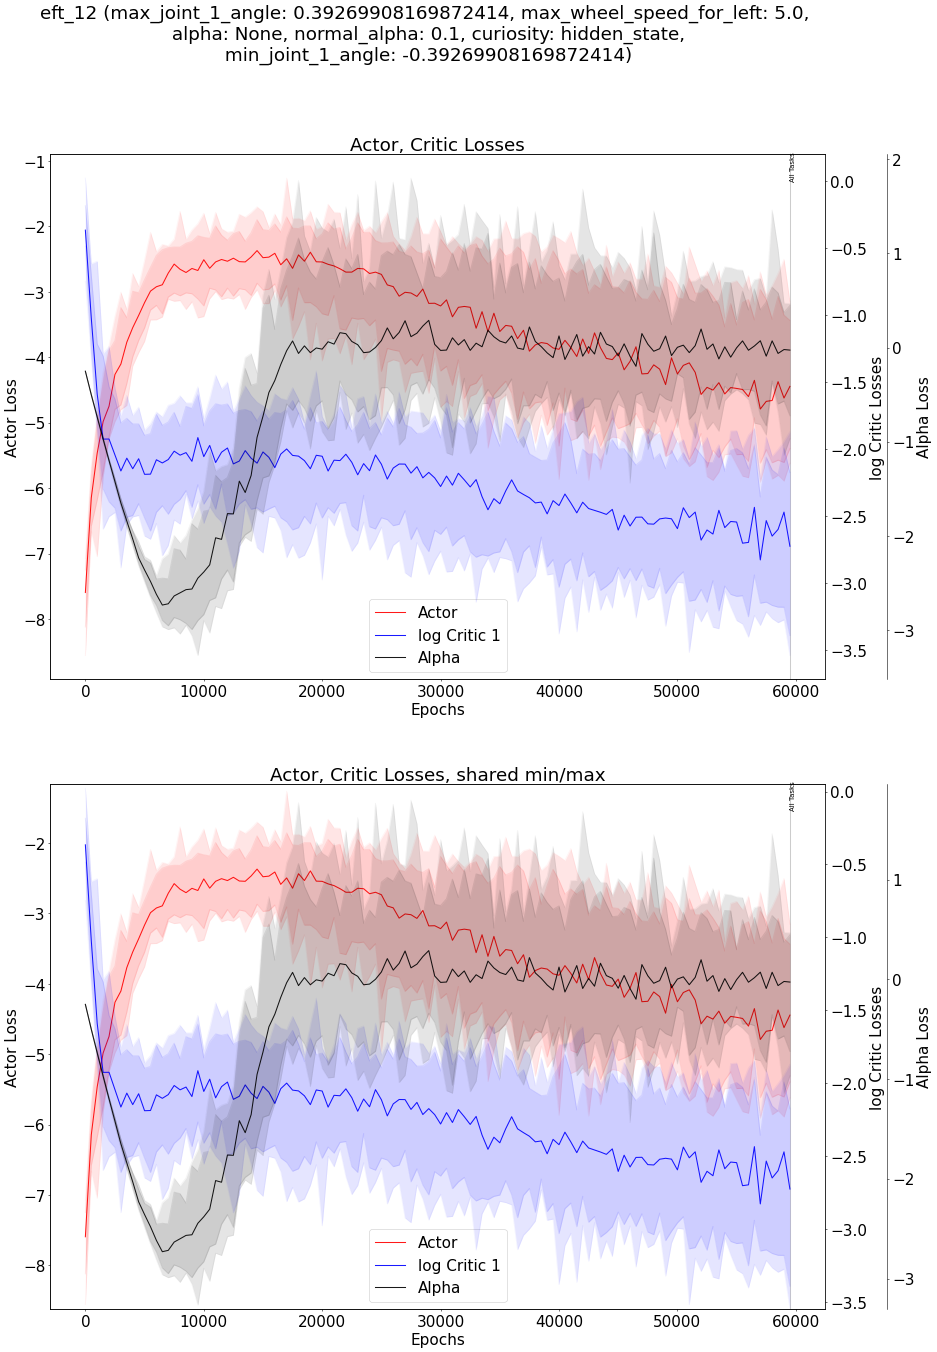 eft_12 (max_joint_1_angle: 0.39269908169872414, max_wheel_speed_for_left: 5.0,
alpha: None, normal_alpha: 0.1, curiosity: hidden_state,
min_joint_1_angle: -0.39269908169872414)
Actor, Critic Losses
All Tasks
−1
−2
−3
−4
−5
−6
−7
−8
Actor Loss
0.0
−0.5
−1.0
−1.5
−2.0
−2.5
−3.0
−3.5
log Critic Losses
2
1
0
−1
−2
−3
Alpha Loss
Actor
log Critic 1
Alpha
0 10000 20000 30000 40000 50000 60000
Epochs
Actor, Critic Losses, shared min/max
All Tasks
−2
−3
−4
−5
−6
−7
−8
Actor Loss
0.0
−0.5
−1.0
−1.5
−2.0
−2.5
−3.0
−3.5
log Critic Losses
1
0
−1
−2
−3
Alpha Loss
Actor
log Critic 1
Alpha
0 10000 20000 30000 40000 50000 60000
Epochs